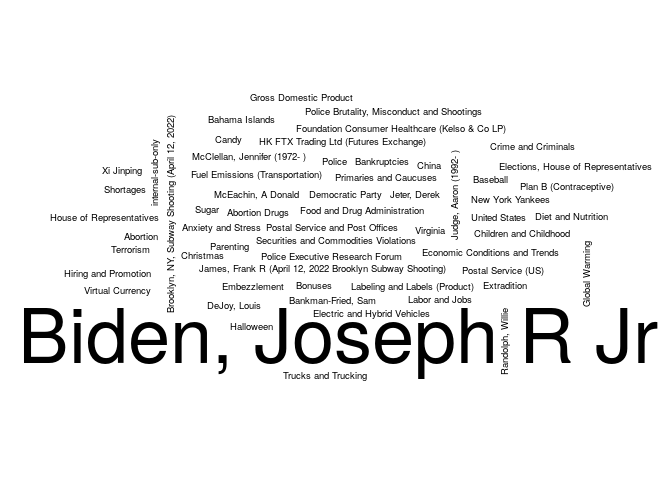 Gross Domestic Product
Police Brutality, Misconduct and Shootings
Bahama Islands
Foundation Consumer Healthcare (Kelso & Co LP)
Candy
HK FTX Trading Ltd (Futures Exchange)
Crime and Criminals
McClellan, Jennifer (1972- )
Police
Bankruptcies
China
Elections, House of Representatives
Xi Jinping
internal-sub-only
Brooklyn, NY, Subway Shooting (April 12, 2022)
Fuel Emissions (Transportation)
Primaries and Caucuses
Judge, Aaron (1992- )
Baseball
Plan B (Contraceptive)
Shortages
McEachin, A Donald
Democratic Party
Jeter, Derek
New York Yankees
House of Representatives
Sugar
Abortion Drugs
Food and Drug Administration
United States
Diet and Nutrition
Anxiety and Stress
Postal Service and Post Offices
Virginia
Children and Childhood
Abortion
Securities and Commodities Violations
Terrorism
Parenting
Christmas
Police Executive Research Forum
Economic Conditions and Trends
Global Warming
Hiring and Promotion
James, Frank R (April 12, 2022 Brooklyn Subway Shooting)
Postal Service (US)
Virtual Currency
Embezzlement
Bonuses
Labeling and Labels (Product)
Extradition
DeJoy, Louis
Bankman-Fried, Sam
Labor and Jobs
Electric and Hybrid Vehicles
Randolph, Willie
Halloween
Biden, Joseph R Jr
Trucks and Trucking